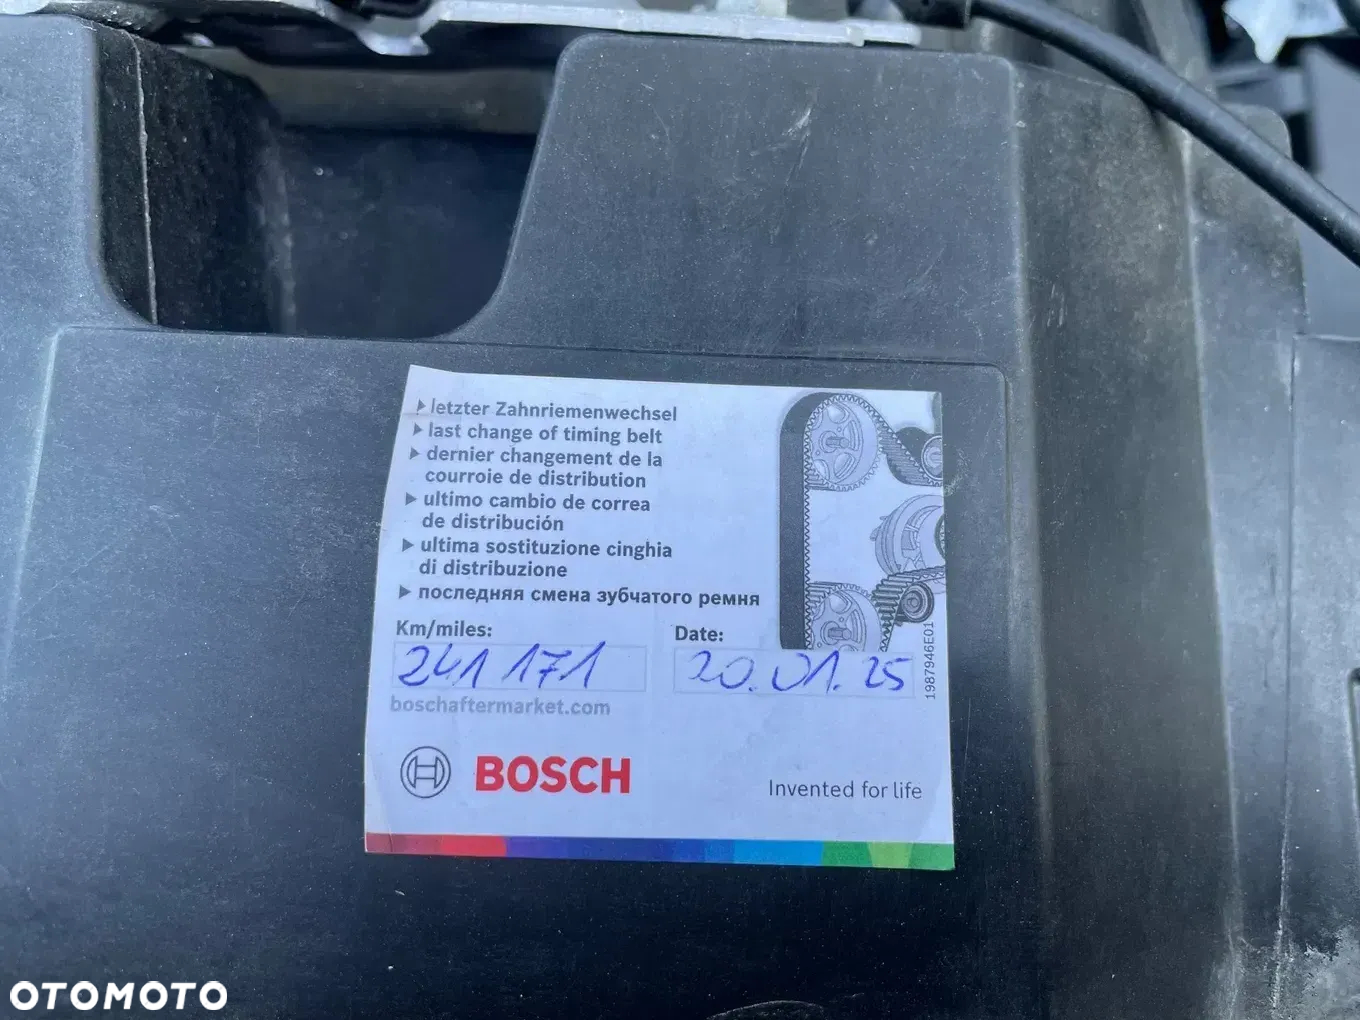 ▶ letzter Zahnriemenwechsel
▶ last change of timing belt
▶ dernier changement de la
courroie de distribution
▶ ultimo cambio de correa
de distribución
▶ ultima sostituzione cinghia
di distribuzione
▶ последняя смена зубчатого ремня
Km/miles:
241 171
Date:
20.01.25
1987946E01
boschaftermarket.com
BOSCH
Invented for life
OTOMOTO